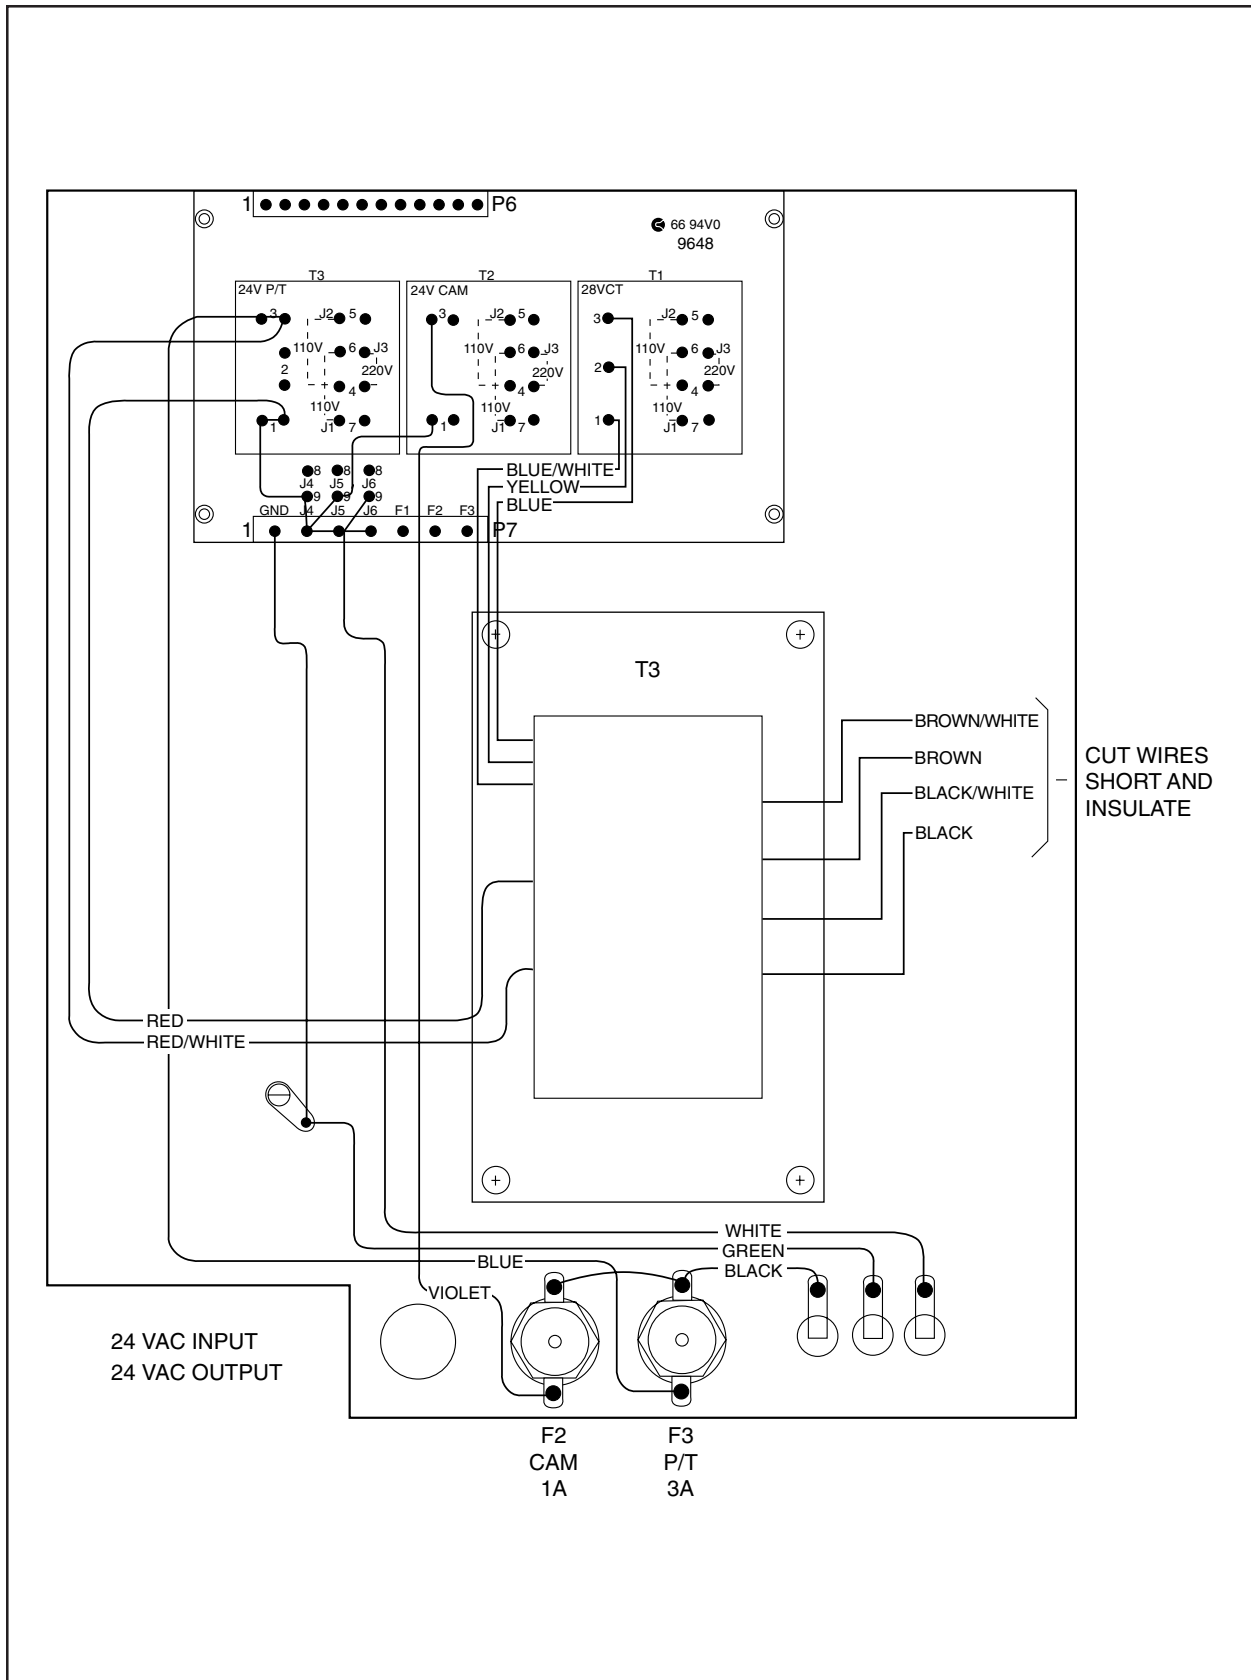 1 P6
66 94V0
9648
T3 T2 T1
24V P/T 24V CAM 28VCT
3 J2 5 3 J2 5 3 J2 5
110V 6 J3 110V 6 J3 110V 6 J3
2 220V 220V 2 220V
4 4 4
110V 110V 110V
1 J1 7 1 J1 7 1 J1 7
8 8 8
J4 J5 J6
9 9 9
BLUE/WHITE
YELLOW
BLUE
GND J4 J5 J6 F1 F2 F3
1 P7
T3
BROWN/WHITE
BROWN
BLACK/WHITE
BLACK
CUT WIRES
SHORT AND
INSULATE
RED
RED/WHITE
WHITE
GREEN
BLUE
BLACK
VIOLET
24 VAC INPUT
24 VAC OUTPUT
F2
CAM
1A
F3
P/T
3A